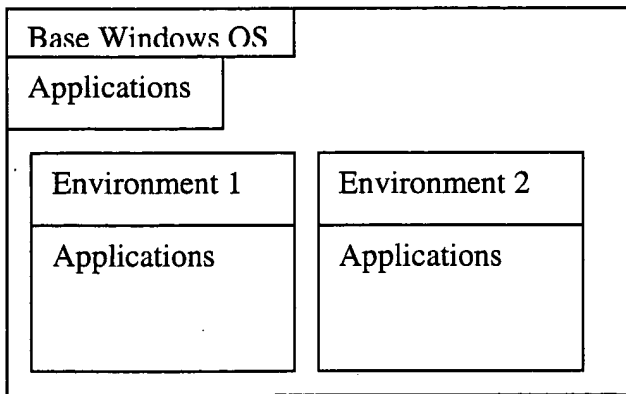 Base Windows OS
Applications
Environment 1
Environment 2
Applications
Applications